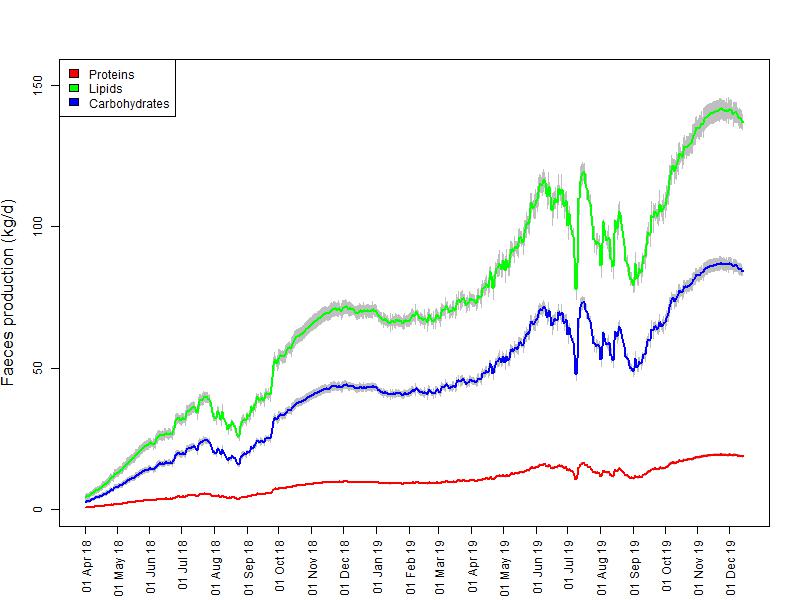 Proteins
Lipids
Carbohydrates
Faeces production (kg/d)
150
100
50
0
01 Apr 18
01 May 18
01 Jun 18
01 Jul 18
01 Aug 18
01 Sep 18
01 Oct 18
01 Nov 18
01 Dec 18
01 Jan 19
01 Feb 19
01 Mar 19
01 Apr 19
01 May 19
01 Jun 19
01 Jul 19
01 Aug 19
01 Sep 19
01 Oct 19
01 Nov 19
01 Dec 19